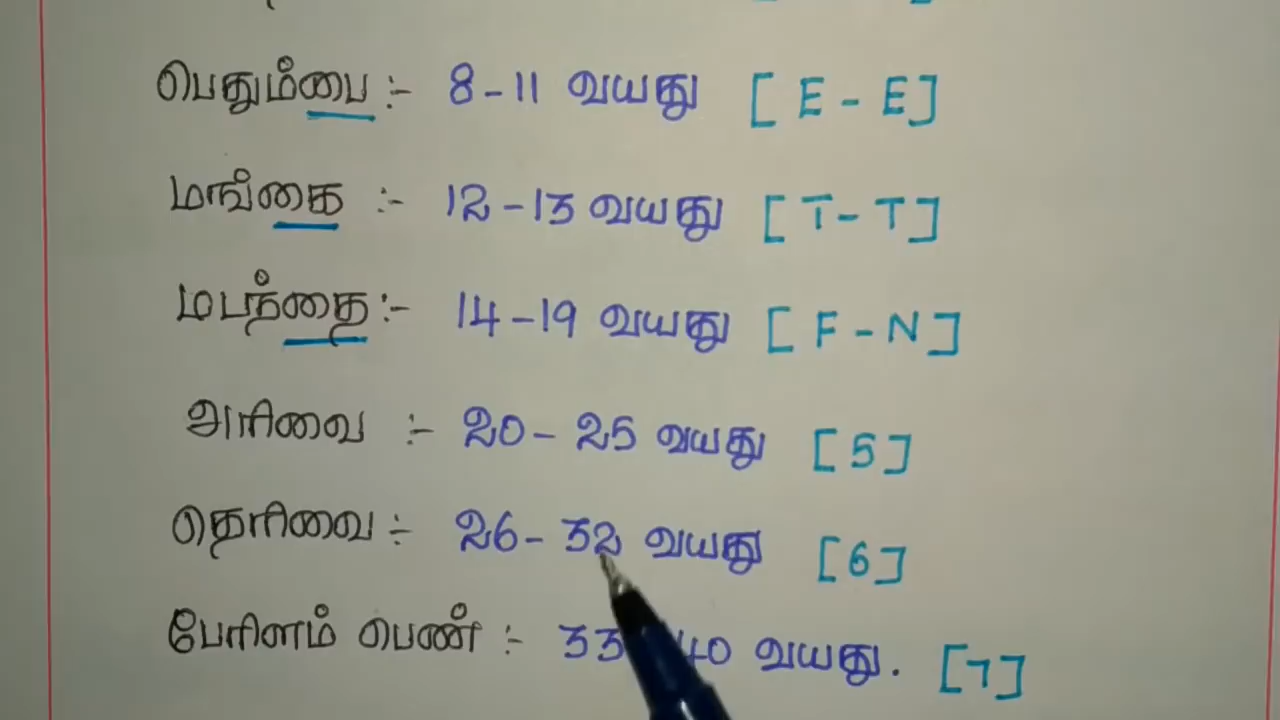 பெதும்பை :- 8-11 வயது [E-E]
மங்கை :- 12-13 வயது [T-T]
மடந்தை :- 14-19 வயது [F-N]
அரிவை :- 20-25 வயது [5]
தெரிவை :- 26-32 வயது [6]
பேரிளம் பெண் :- 33 40 வயது. [7]